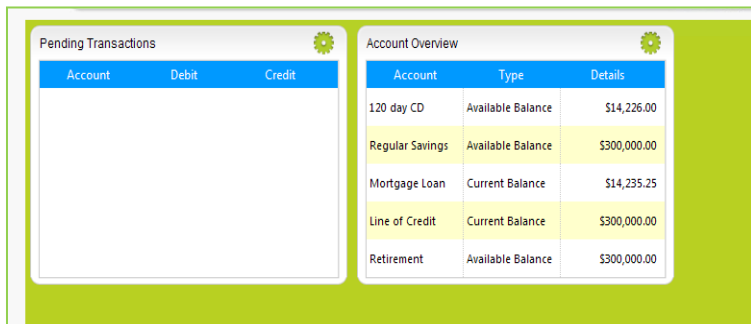 Pending Transactions
Account Debit Credit
Account Overview
Account Type Details
120 day CD Available Balance $14,226.00
Regular Savings Available Balance $300,000.00
Mortgage Loan Current Balance $14,235.25
Line of Credit Current Balance $300,000.00
Retirement Available Balance $300,000.00